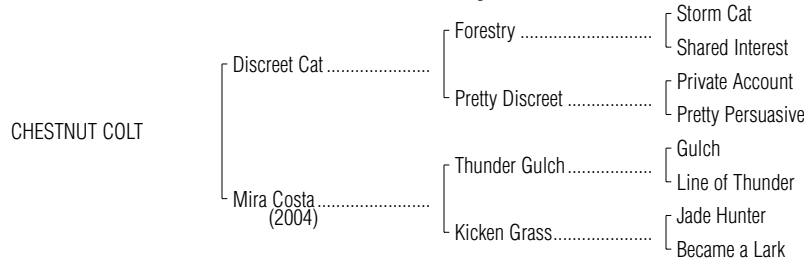 Storm Cat
Forestry ..............................
Shared Interest
Discreet Cat .......................
Private Account
Pretty Discreet ...................
Pretty Persuasive
CHESTNUT COLT
Gulch
Thunder Gulch ...................
Line of Thunder
Mira Costa .........................
(2004)
Jade Hunter
Kicken Grass ......................
Became a Lark